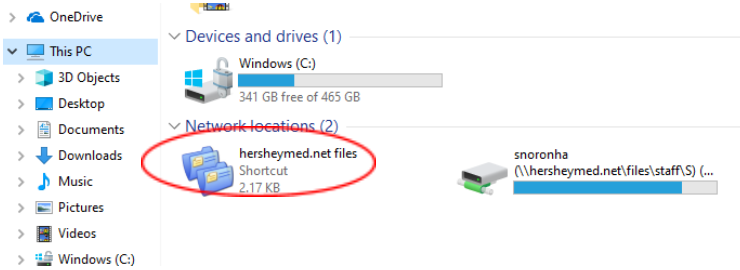 OneDrive
This PC
3D Objects
Desktop
Documents
Downloads
Music
Pictures
Videos
Windows (C:)
Devices and drives (1)
Windows (C:)
341 GB free of 465 GB
Network locations (2)
hersheymed.net files
Shortcut
2.17 KB
snoronha
(\\hersheymed.net\files\staff\S) (...